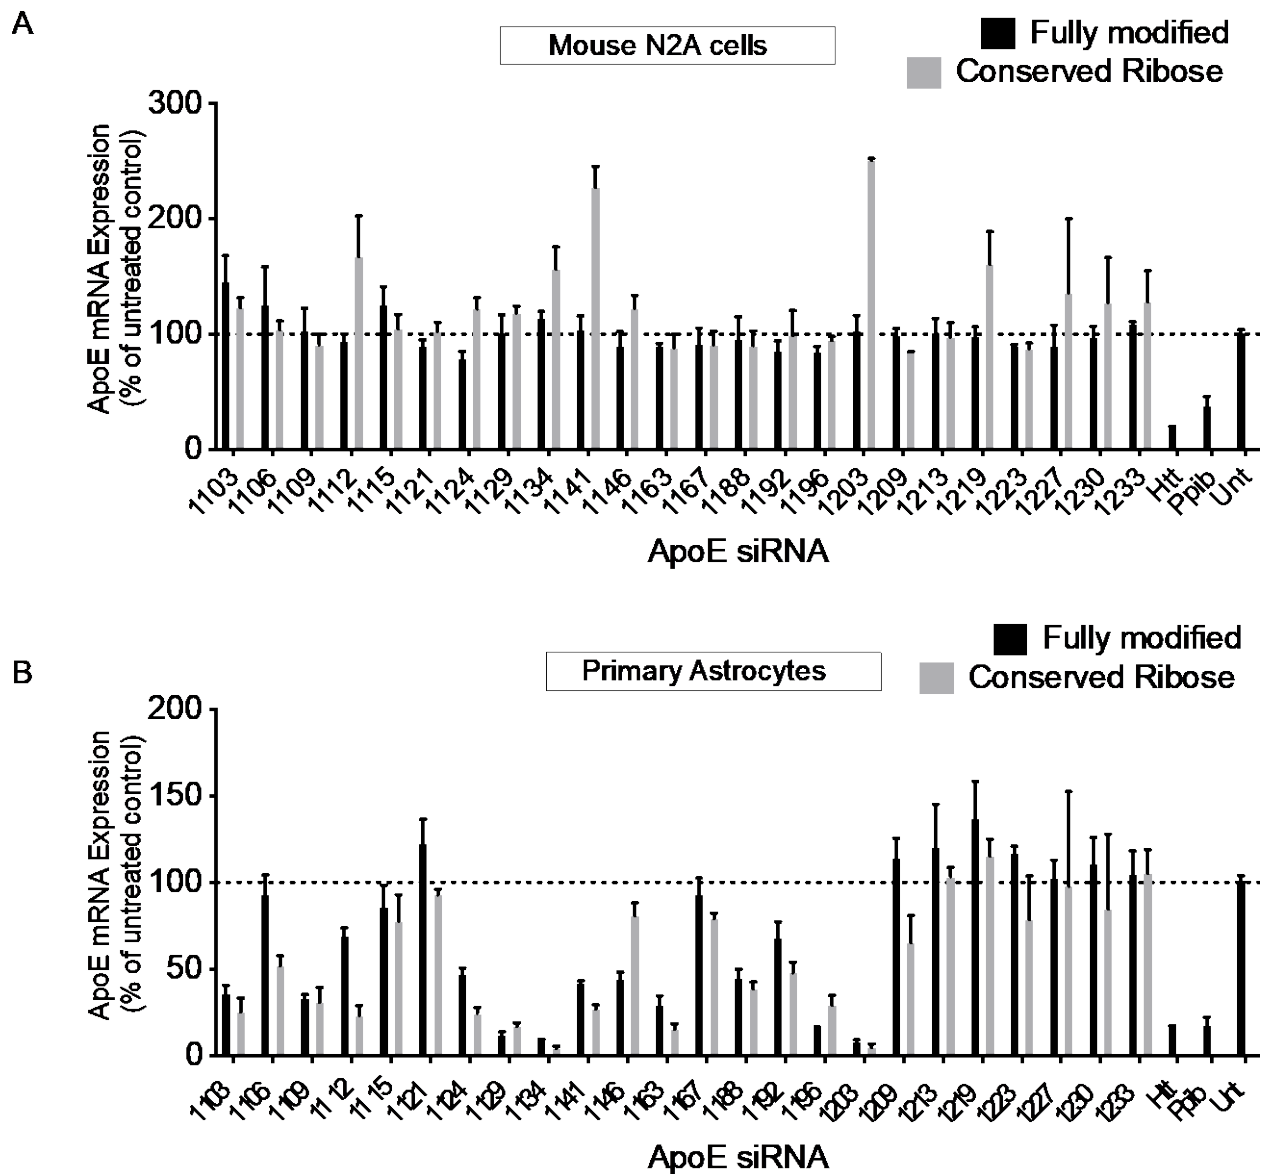 A
Mouse N2A cells
Fully modified
Conserved Ribose
ApoE mRNA Expression
(% of untreated control)
300
200
100
0
1103
1106
1109
1112
1115
1121
1124
1129
1134
1141
1146
1163
1167
1188
1192
1196
1203
1209
1213
1219
1223
1227
1230
1233
Htt
Ppib
Unt
ApoE siRNA
B
Primary Astrocytes
Fully modified
Conserved Ribose
ApoE mRNA Expression
(% of untreated control)
200
150
100
50
0
1103
1106
1109
1112
1115
1121
1124
1129
1134
1141
1146
1163
1167
1188
1192
1196
1203
1209
1213
1219
1223
1227
1230
1233
Htt
Ppib
Unt
ApoE siRNA